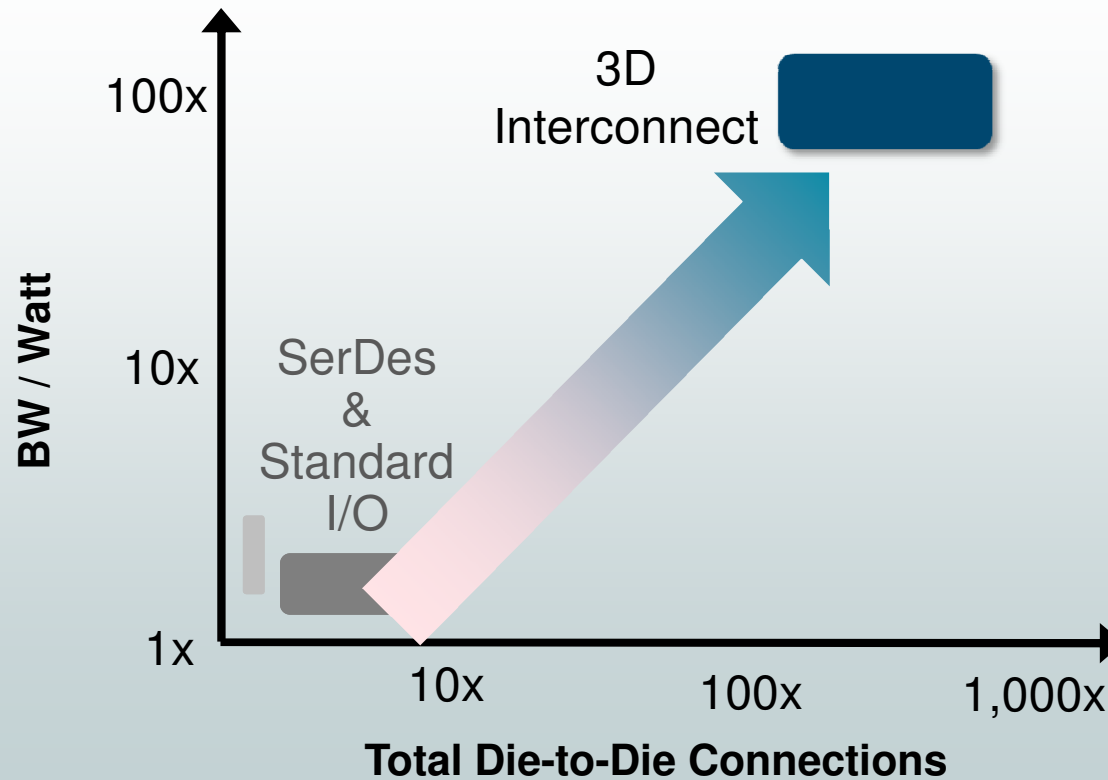 100x
3D
Interconnect
BW / Watt
10x
SerDes
&
Standard
I/O
1x
10x
100x
1,000x
Total Die-to-Die Connections